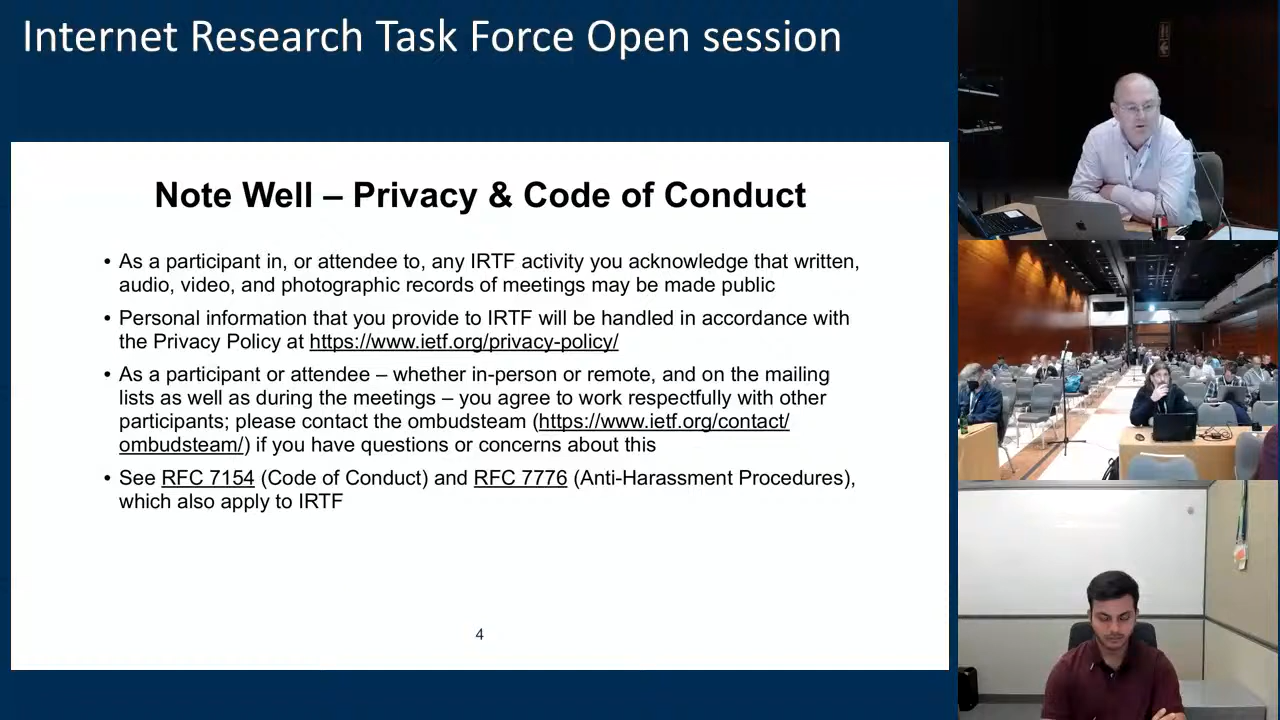 Internet Research Task Force Open session
Note Well – Privacy & Code of Conduct
• As a participant in, or attendee to, any IRTF activity you acknowledge that written,
audio, video, and photographic records of meetings may be made public
• Personal information that you provide to IRTF will be handled in accordance with
the Privacy Policy at https://www.ietf.org/privacy-policy/
• As a participant or attendee – whether in-person or remote, and on the mailing
lists as well as during the meetings – you agree to work respectfully with other
participants; please contact the ombudsteam (https://www.ietf.org/contact/
ombudsteam/) if you have questions or concerns about this
• See RFC 7154 (Code of Conduct) and RFC 7776 (Anti-Harassment Procedures),
which also apply to IRTF
4